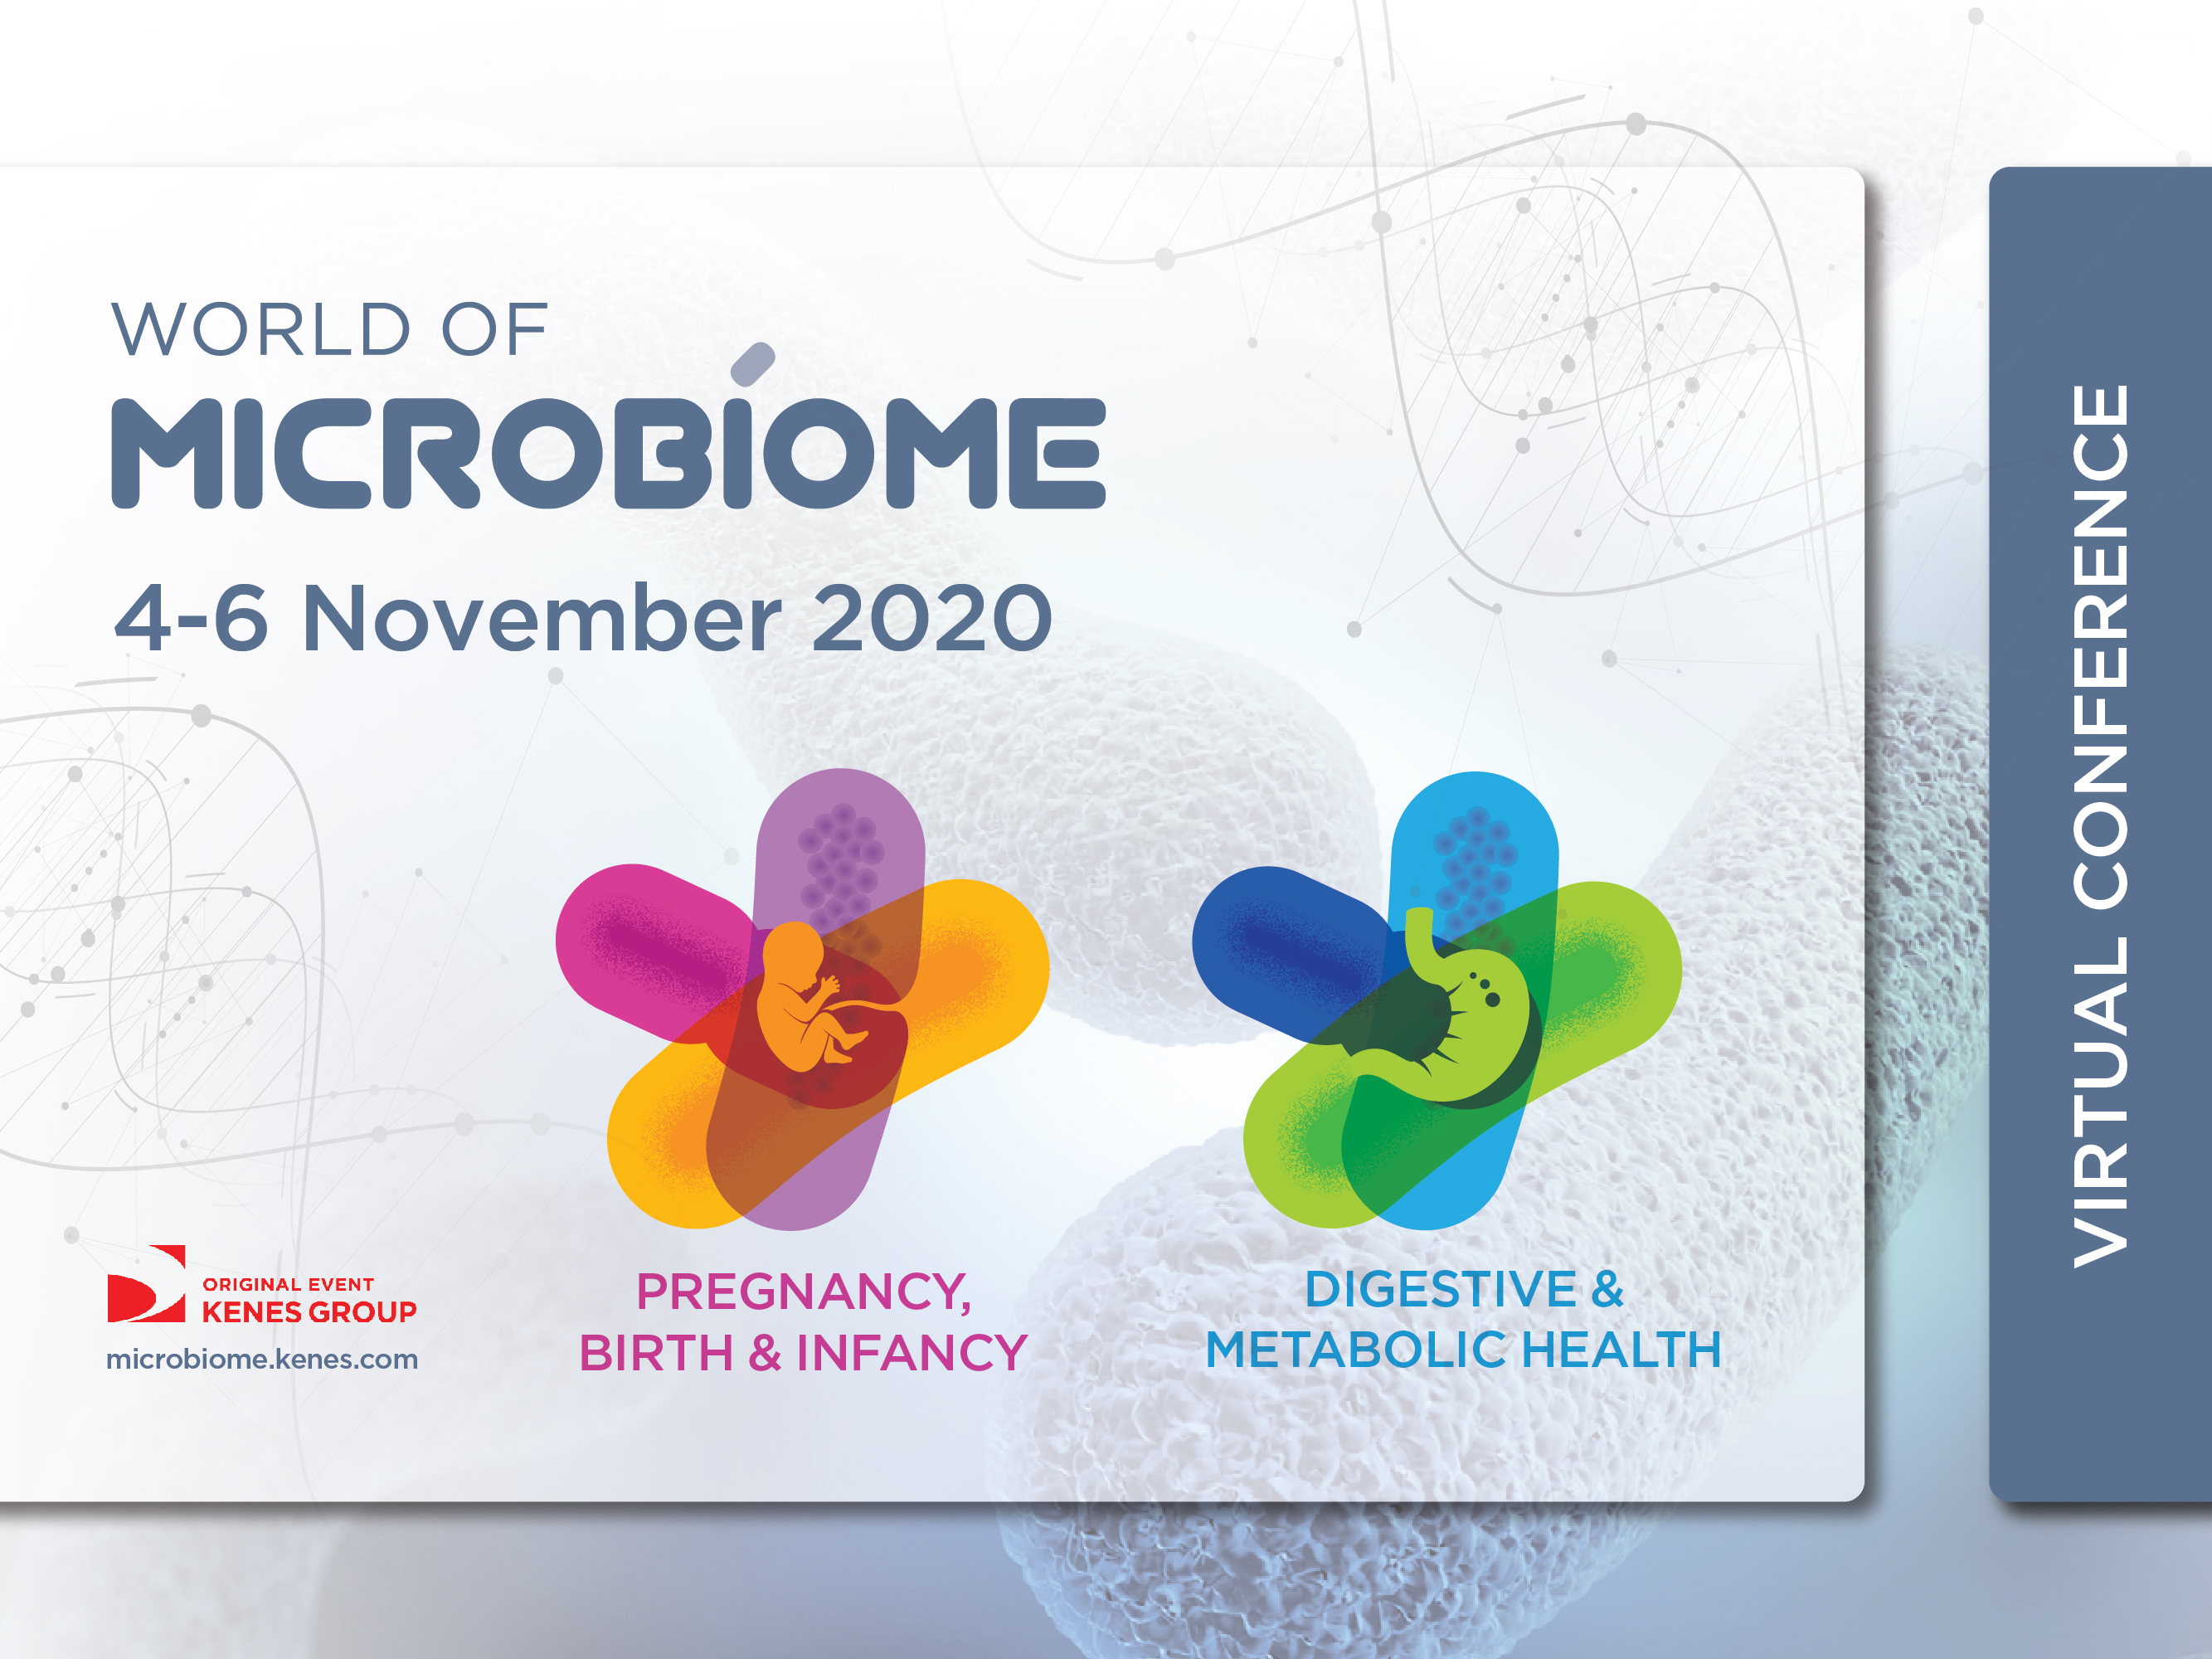 WORLD OF
MICROBIOME
4-6 November 2020
ORIGINAL EVENT
KENES GROUP
microbiome.kenes.com
PREGNANCY,
BIRTH & INFANCY
DIGESTIVE &
METABOLIC HEALTH
VIRTUAL CONFERENCE